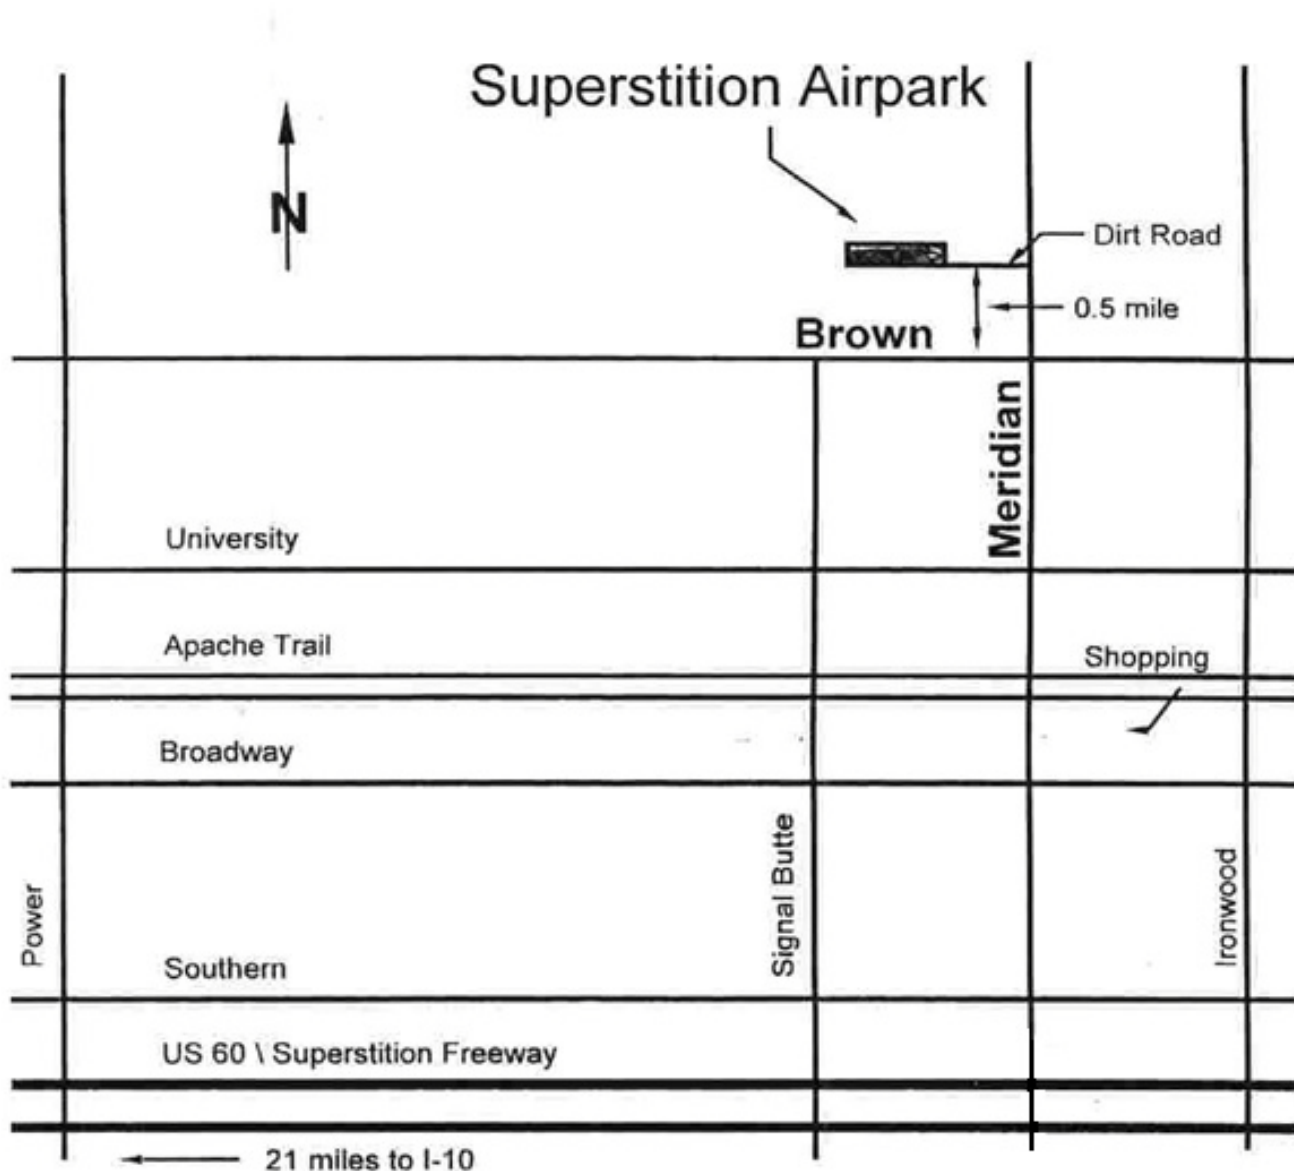 Superstition Airpark
N
Dirt Road
0.5 mile
Brown
Meridian
University
Apache Trail
Shopping
Broadway
Signal Butte
Ironwood
Power
Southern
US 60 \ Superstition Freeway
21 miles to I-10